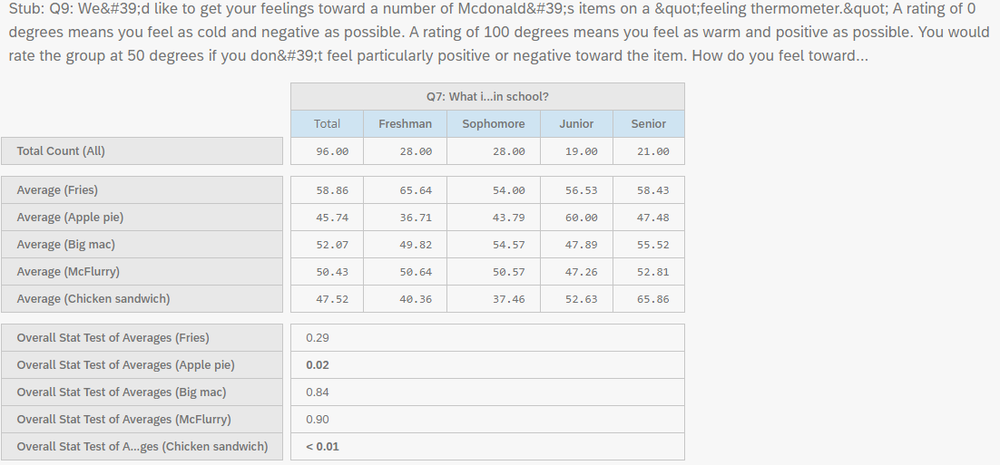 Stub: Q9: We&#39;d like to get your feelings toward a number of Mcdonald&#39;s items on a &quot;feeling thermometer.&quot; A rating of 0
degrees means you feel as cold and negative as possible. A rating of 100 degrees means you feel as warm and positive as possible. You would
rate the group at 50 degrees if you don&#39;t feel particularly positive or negative toward the item. How do you feel toward...
Q7: What i...in school?
Total Freshman Sophomore Junior Senior
Total Count (All) 96.00 28.00 28.00 19.00 21.00
Average (Fries) 58.86 65.64 54.00 56.53 58.43
Average (Apple pie) 45.74 36.71 43.79 60.00 47.48
Average (Big mac) 52.07 49.82 54.57 47.89 55.52
Average (McFlurry) 50.43 50.64 50.57 47.26 52.81
Average (Chicken sandwich) 47.52 40.36 37.46 52.63 65.86
Overall Stat Test of Averages (Fries) 0.29
Overall Stat Test of Averages (Apple pie) 0.02
Overall Stat Test of Averages (Big mac) 0.84
Overall Stat Test of Averages (McFlurry) 0.90
Overall Stat Test of A...ges (Chicken sandwich) < 0.01